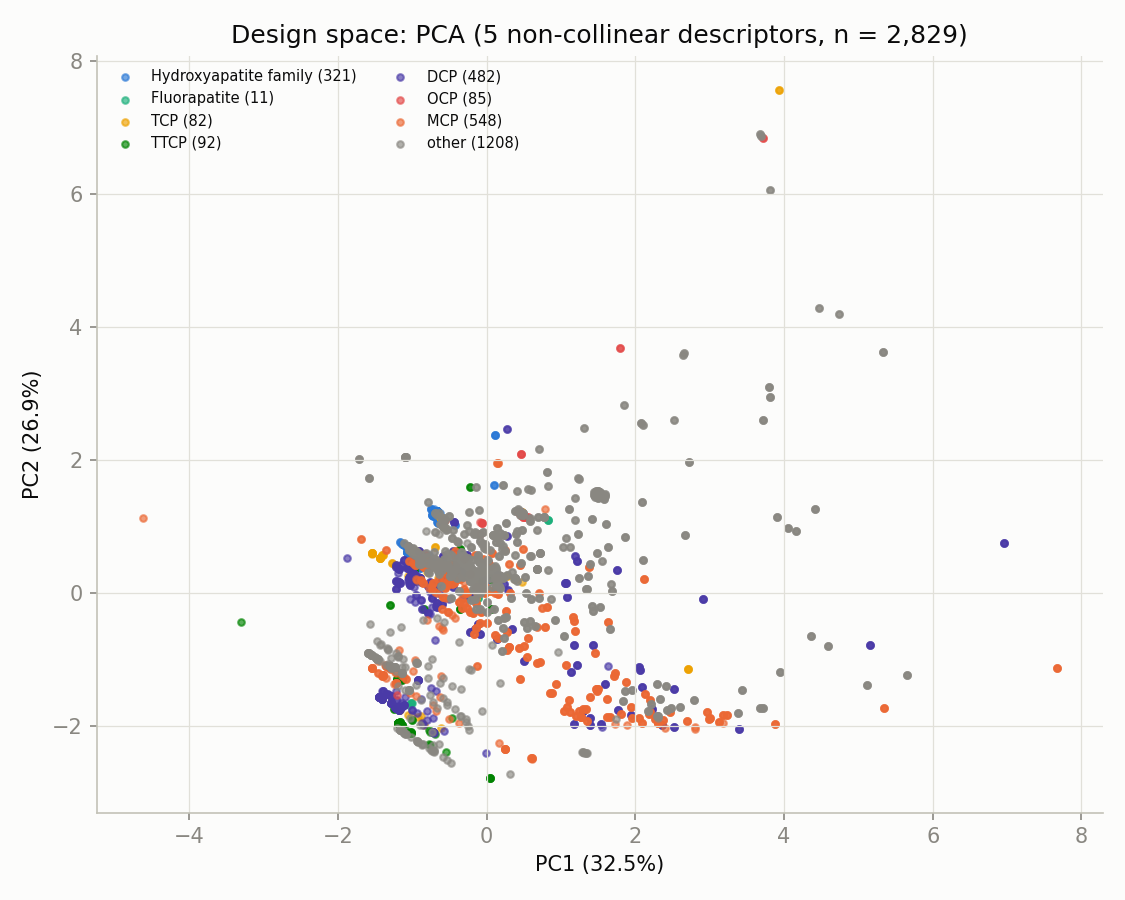 Design space: PCA (5 non-collinear descriptors, n = 2,829)
Hydroxyapatite family (321)
Fluorapatite (11)
TCP (82)
TTCP (92)
DCP (482)
OCP (85)
MCP (548)
other (1208)
8
6
4
2
0
−2
PC2 (26.9%)
−4
−2
0
2
4
6
8
PC1 (32.5%)